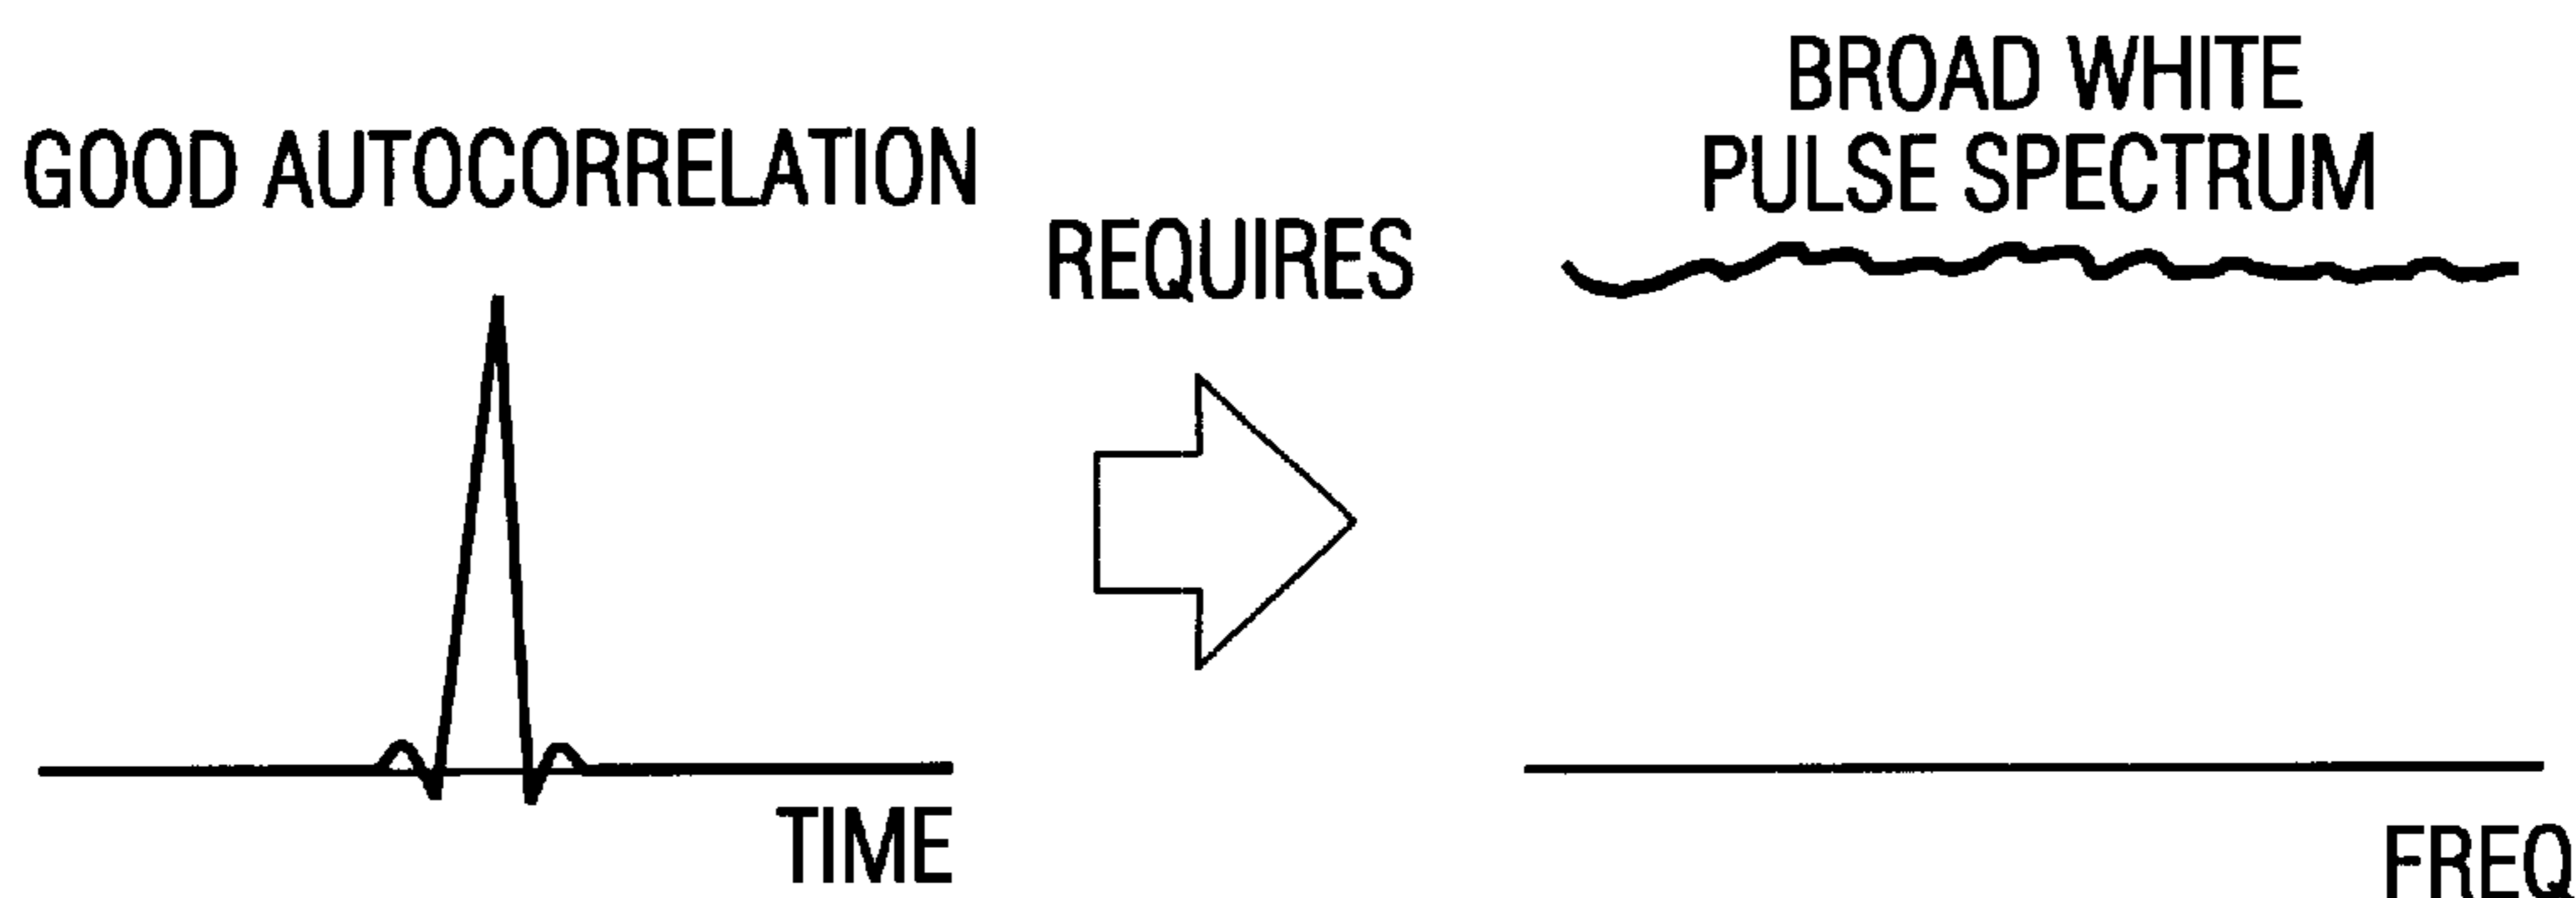 GOOD AUTOCORRELATION
TIME
REQUIRES
BROAD WHITE
PULSE SPECTRUM
FREQ